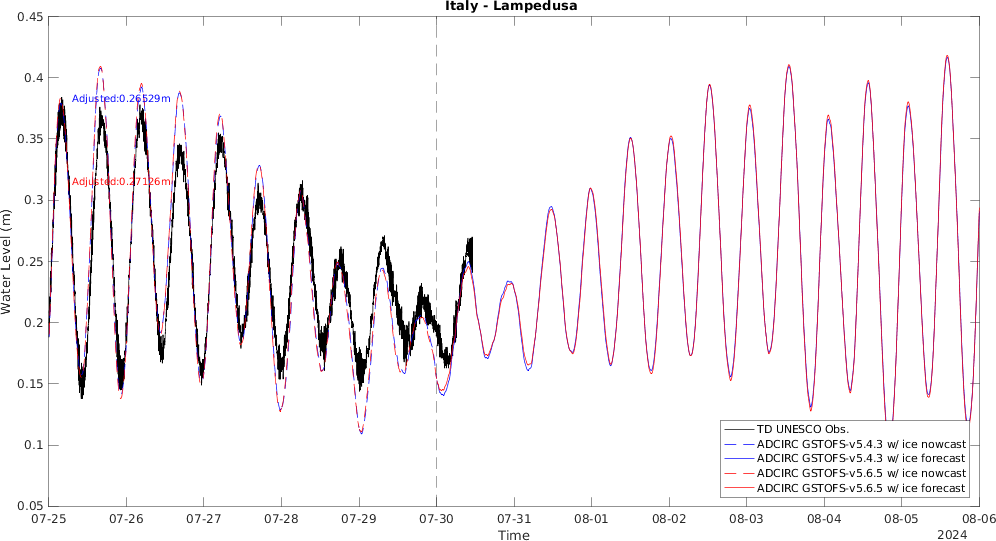 Italy - Lampedusa
Water Level (m)
0.45
0.4
0.35
0.3
0.25
0.2
0.15
0.1
0.05
Adjusted:0.26529m
Adjusted:0.27126m
TD UNESCO Obs.
ADCIRC GSTOFS-v5.4.3 w/ ice nowcast
ADCIRC GSTOFS-v5.4.3 w/ ice forecast
ADCIRC GSTOFS-v5.6.5 w/ ice nowcast
ADCIRC GSTOFS-v5.6.5 w/ ice forecast
07-25 07-26 07-27 07-28 07-29 07-30 07-31 08-01 08-02 08-03 08-04 08-05 08-06
Time
2024